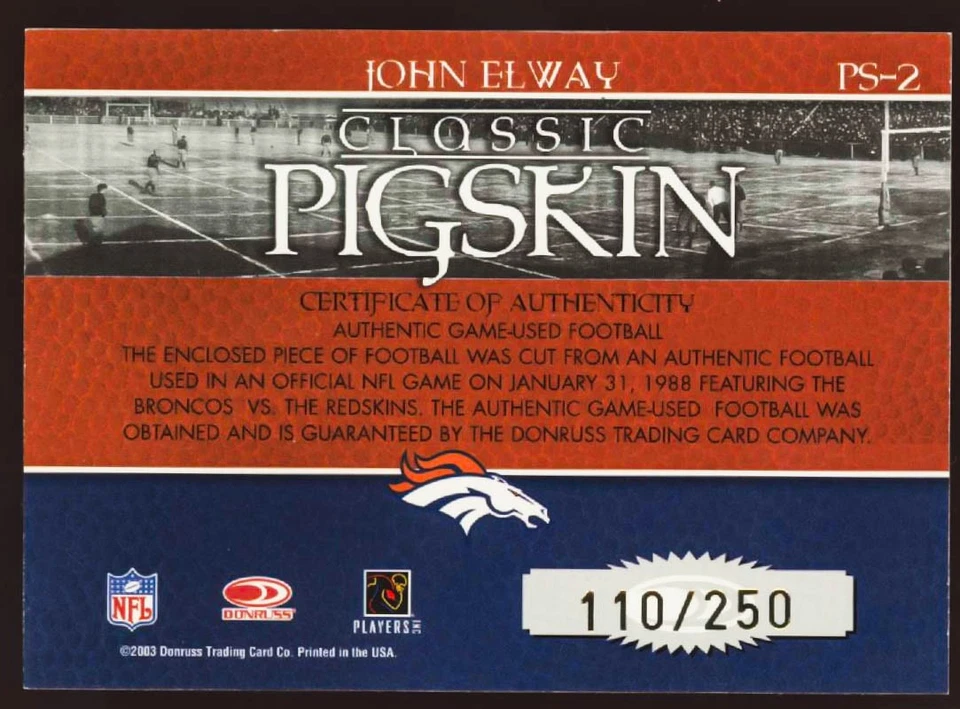 JOHN ELWAY
PS-2
CLASSIC
PIGSKIN
CERTIFICATE OF AUTHENTICITY
AUTHENTIC GAME-USED FOOTBALL
THE ENCLOSED PIECE OF FOOTBALL WAS CUT FROM AN AUTHENTIC FOOTBALL
USED IN AN OFFICIAL NFL GAME ON JANUARY 31, 1988 FEATURING THE
BRONCOS VS. THE REDSKINS. THE AUTHENTIC GAME-USED FOOTBALL WAS
OBTAINED AND IS GUARANTEED BY THE DONRUSS TRADING CARD COMPANY.
NFL
DONRUSS
PLAYERS INC
110/250
©2003 Donruss Trading Card Co. Printed in the USA.